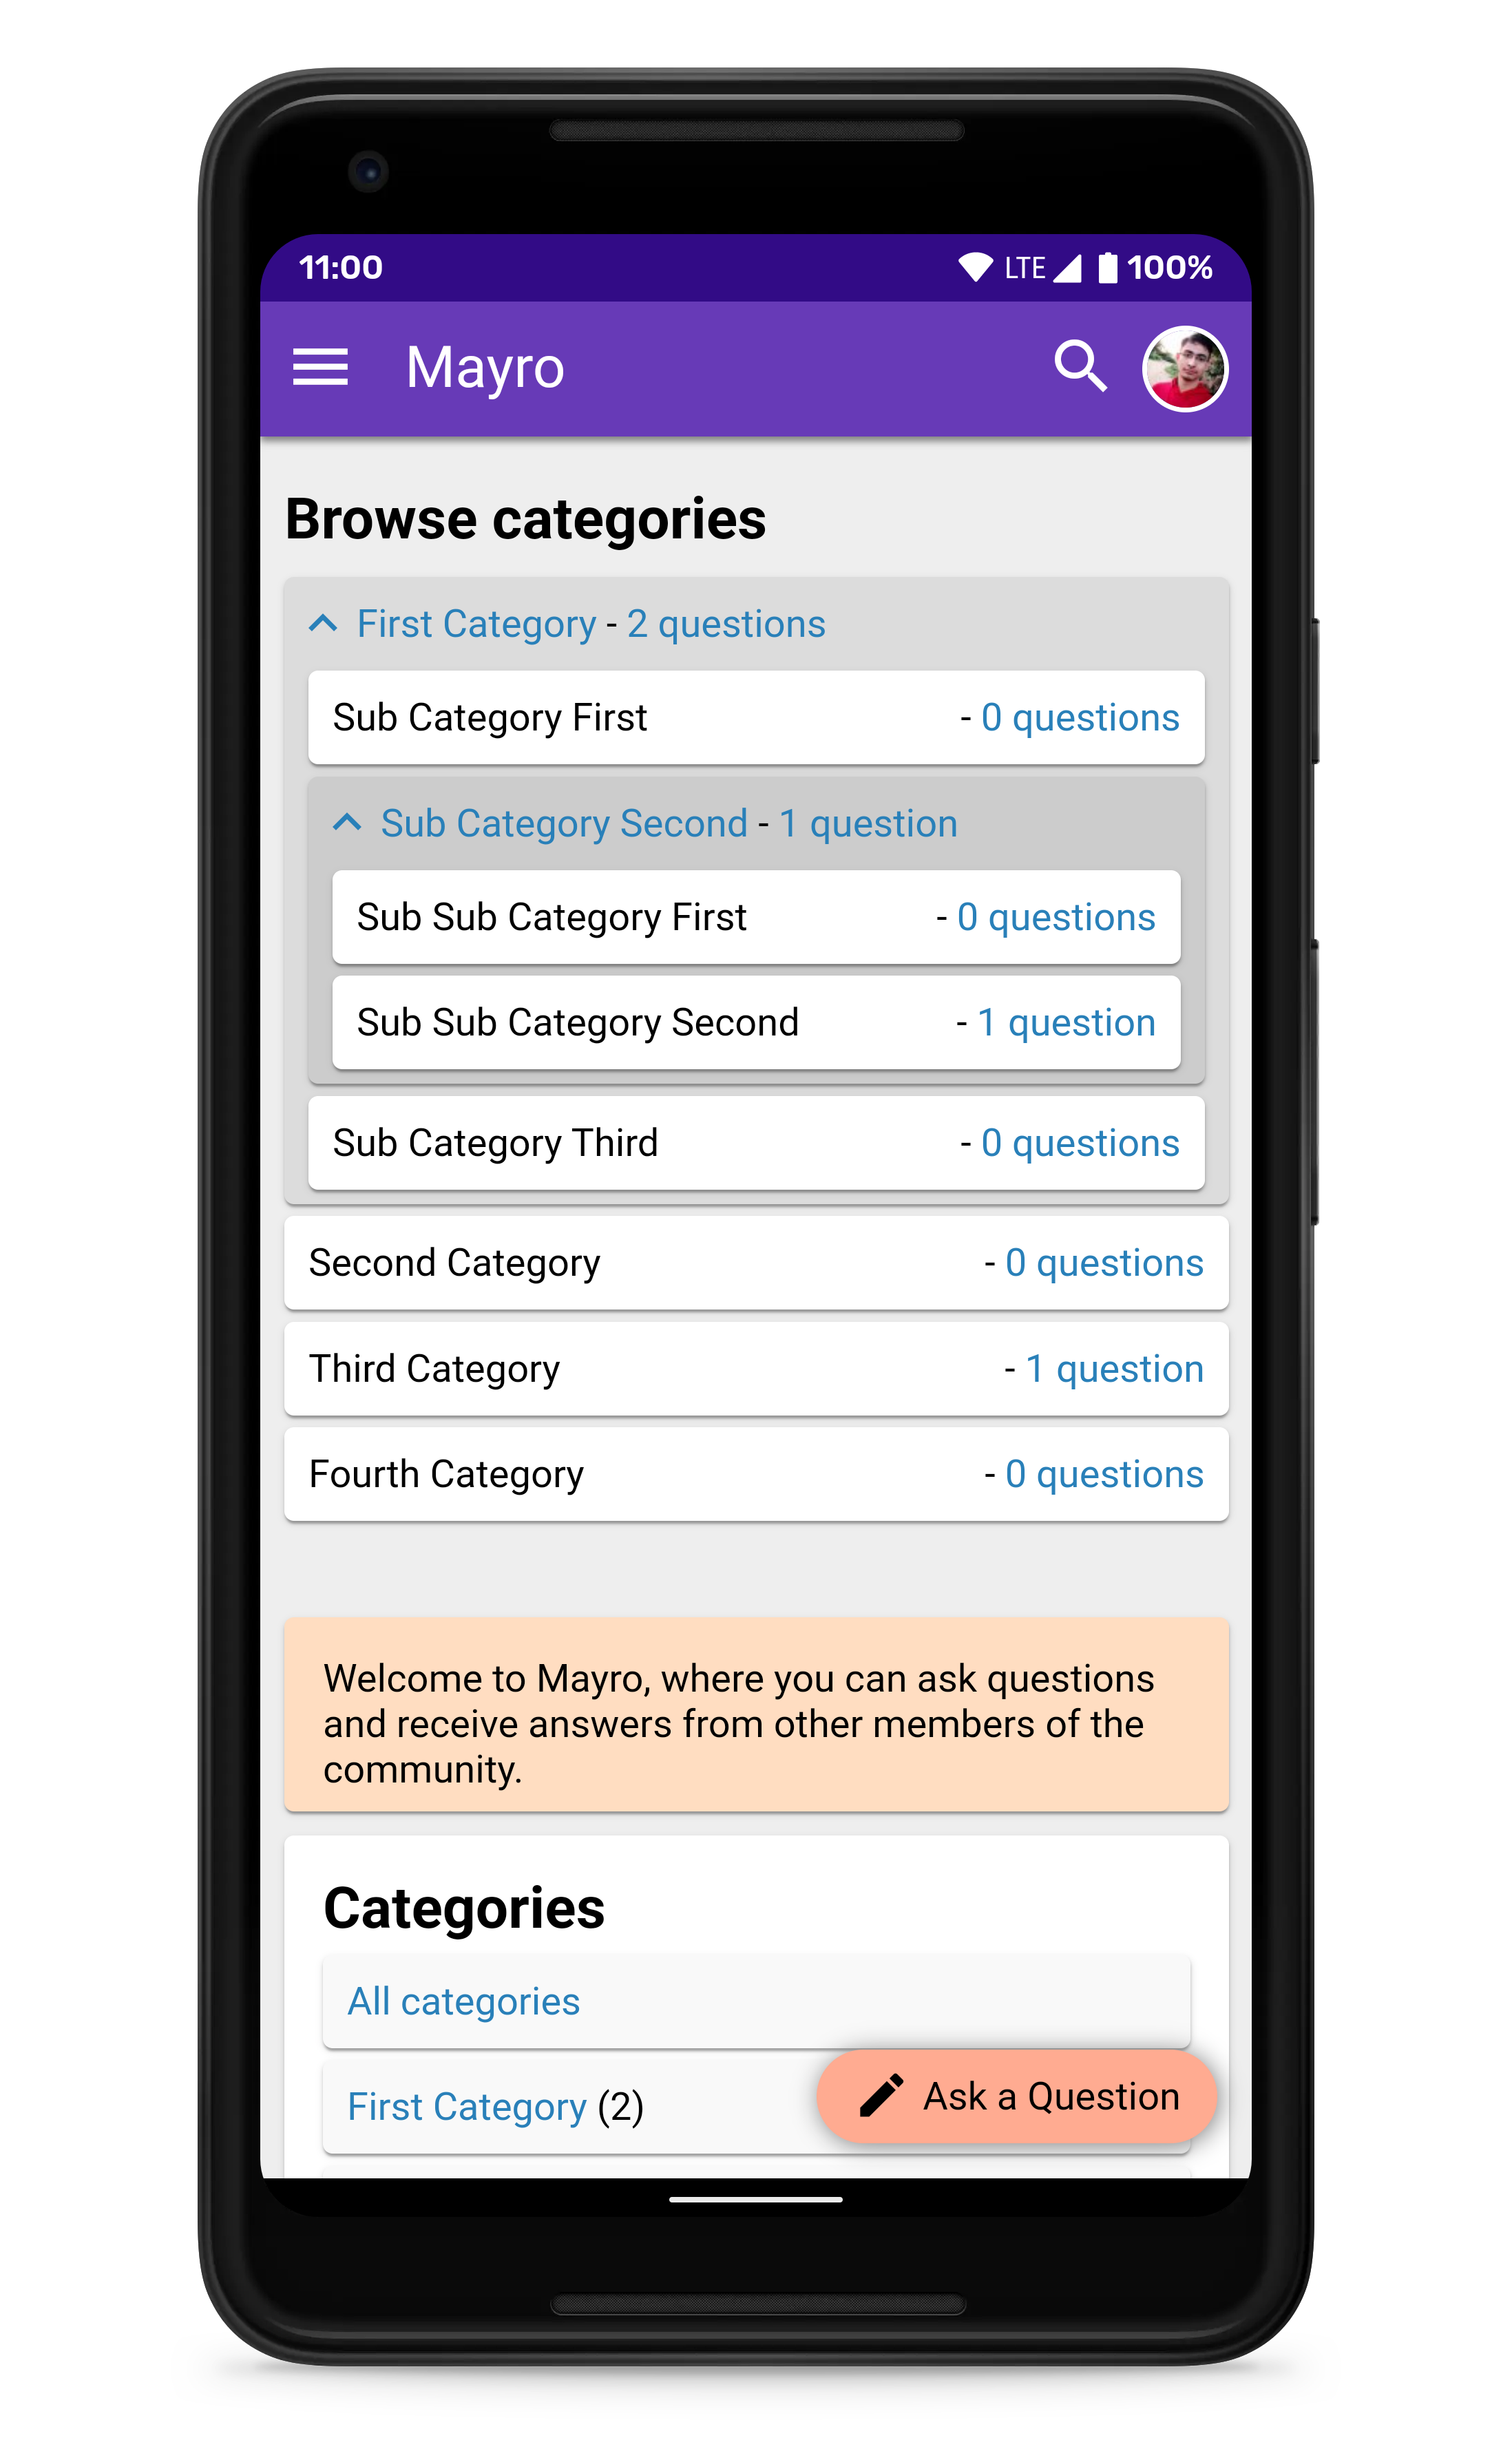 11:00 LTE 100%
Mayro
Browse categories
First Category - 2 questions
Sub Category First - 0 questions
Sub Category Second - 1 question
Sub Sub Category First - 0 questions
Sub Sub Category Second - 1 question
Sub Category Third - 0 questions
Second Category - 0 questions
Third Category - 1 question
Fourth Category - 0 questions
Welcome to Mayro, where you can ask questions
and receive answers from other members of the
community.
Categories
All categories
First Category (2)
Ask a Question